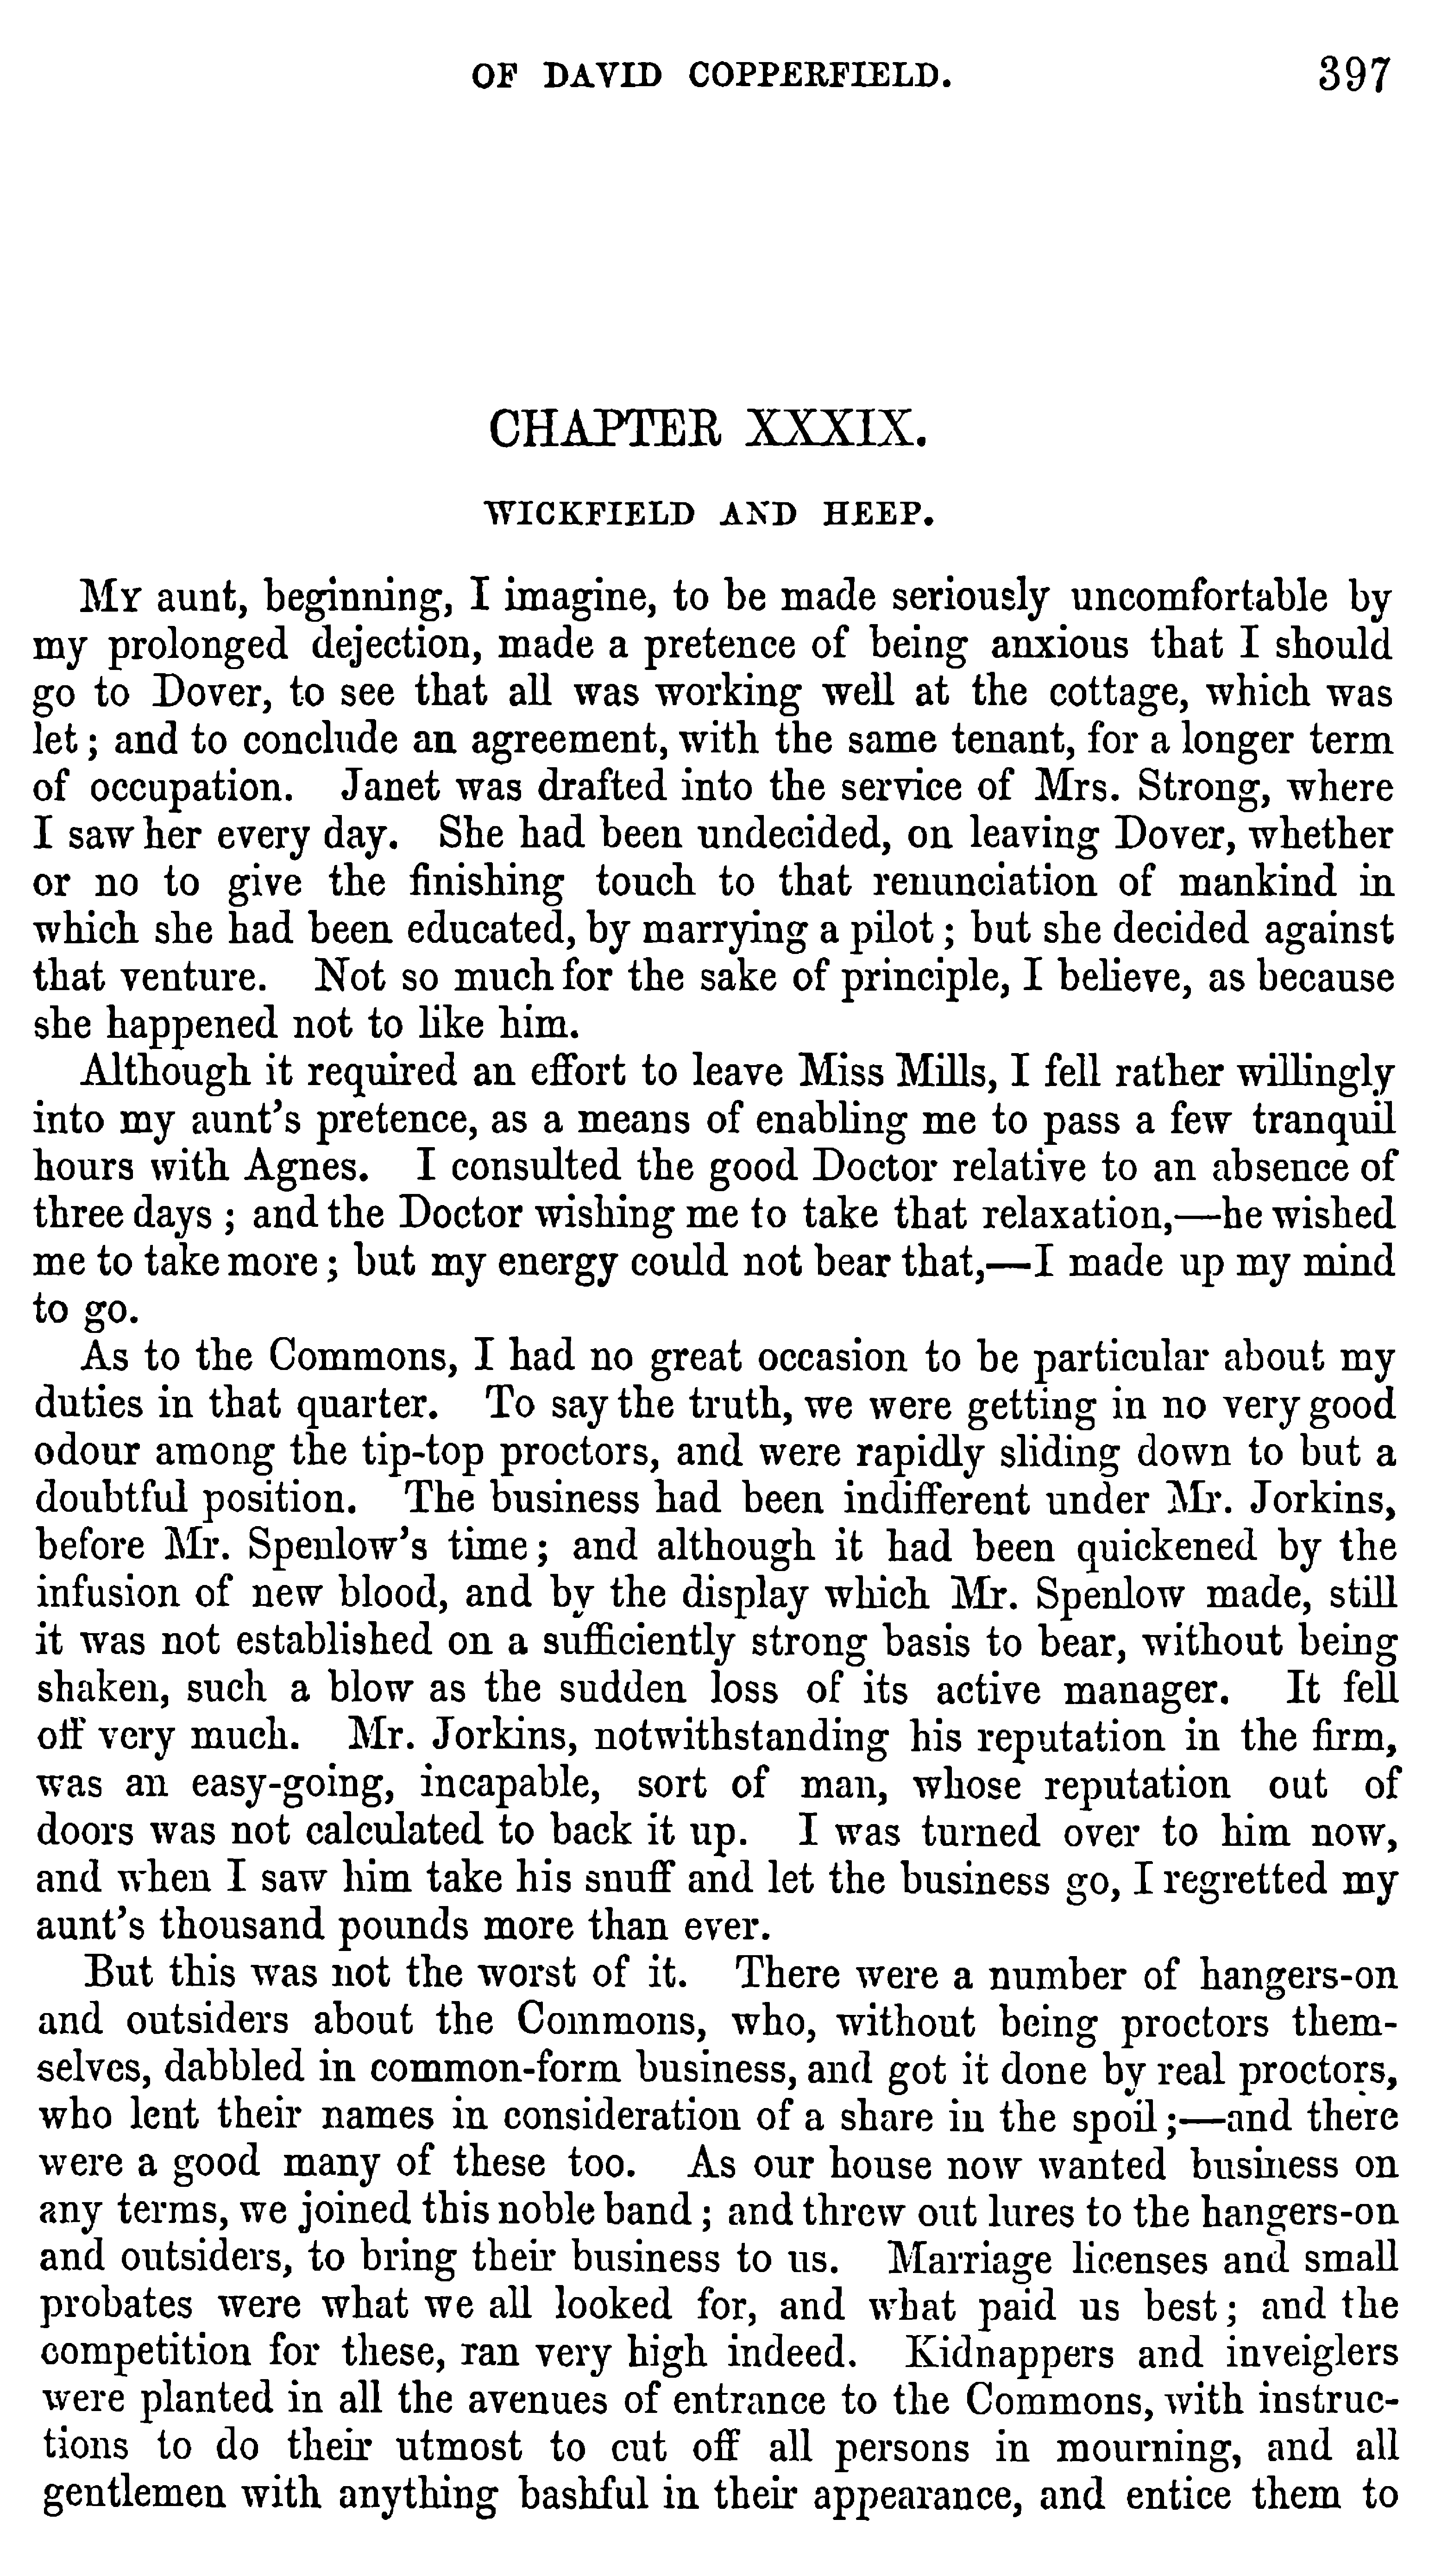 OF DAVID COPPERFIELD. 397
CHAPTER XXXIX.
WICKFIELD AND HEEP.
MY aunt, beginning, I imagine, to be made seriously uncomfortable by
my prolonged dejection, made a pretence of being anxious that I should
go to Dover, to see that all was working well at the cottage, which was
let; and to conclude an agreement, with the same tenant, for a longer term
of occupation. Janet was drafted into the service of Mrs. Strong, where
I saw her every day. She had been undecided, on leaving Dover, whether
or no to give the finishing touch to that renunciation of mankind in
which she had been educated, by marrying a pilot; but she decided against
that venture. Not so much for the sake of principle, I believe, as because
she happened not to like him.
Although it required an effort to leave Miss Mills, I fell rather willingly
into my aunt's pretence, as a means of enabling me to pass a few tranquil
hours with Agnes. I consulted the good Doctor relative to an absence of
three days; and the Doctor wishing me to take that relaxation,—he wished
me to take more; but my energy could not bear that,—I made up my mind
to go.
As to the Commons, I had no great occasion to be particular about my
duties in that quarter. To say the truth, we were getting in no very good
odour among the tip-top proctors, and were rapidly sliding down to but a
doubtful position. The business had been indifferent under Mr. Jorkins,
before Mr. Spenlow's time; and although it had been quickened by the
infusion of new blood, and by the display which Mr. Spenlow made, still
it was not established on a sufficiently strong basis to bear, without being
shaken, such a blow as the sudden loss of its active manager. It fell
off very much. Mr. Jorkins, notwithstanding his reputation in the firm,
was an easy-going, incapable, sort of man, whose reputation out of
doors was not calculated to back it up. I was turned over to him now,
and when I saw him take his snuff and let the business go, I regretted my
aunt's thousand pounds more than ever.
But this was not the worst of it. There were a number of hangers-on
and outsiders about the Commons, who, without being proctors them-
selves, dabbled in common-form business, and got it done by real proctors,
who lent their names in consideration of a share in the spoil;—and there
were a good many of these too. As our house now wanted business on
any terms, we joined this noble band; and threw out lures to the hangers-on
and outsiders, to bring their business to us. Marriage licenses and small
probates were what we all looked for, and what paid us best; and the
competition for these, ran very high indeed. Kidnappers and inveiglers
were planted in all the avenues of entrance to the Commons, with instruc-
tions to do their utmost to cut off all persons in mourning, and all
gentlemen with anything bashful in their appearance, and entice them to